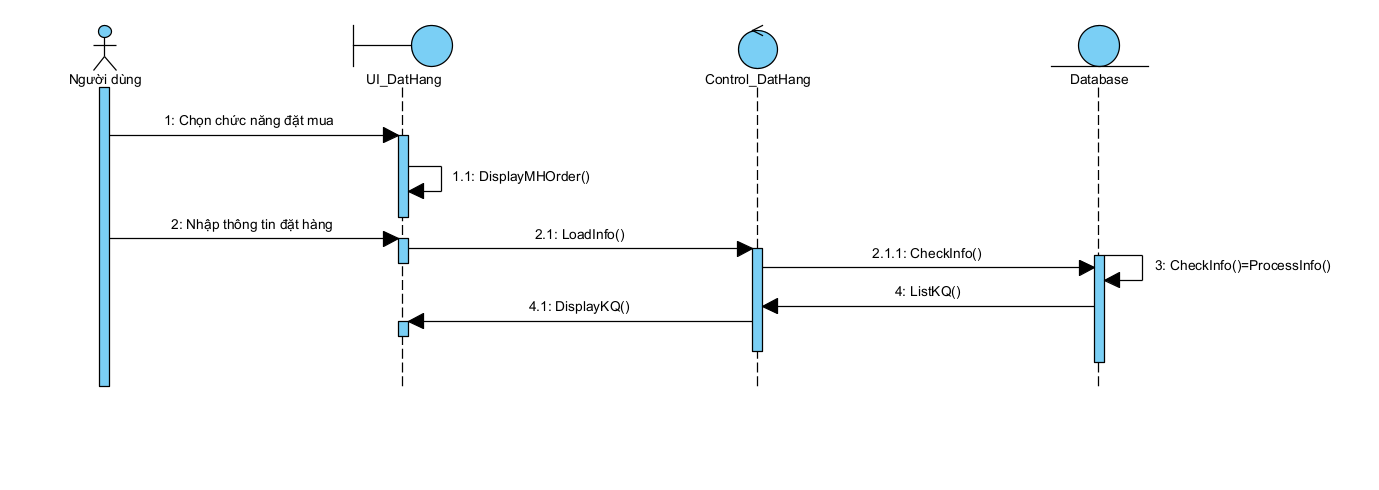 Người dùng
UI_DatHang
Control_DatHang
Database
1: Chọn chức năng đặt mua
1.1: DisplayMHOrder()
2: Nhập thông tin đặt hàng
2.1: LoadInfo()
2.1.1: CheckInfo()
3: CheckInfo()=ProcessInfo()
4: ListKQ()
4.1: DisplayKQ()